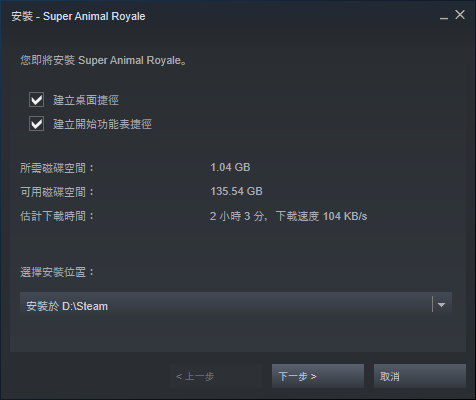 安裝 - Super Animal Royale
您即將安裝 Super Animal Royale。
建立桌面捷徑
建立開始功能表捷徑
所需磁碟空間： 1.04 GB
可用磁碟空間： 135.54 GB
估計下載時間： 2 小時 3 分，下載速度 104 KB/s
選擇安裝位置：
安裝於 D:\Steam
< 上一步 下一步 > 取消